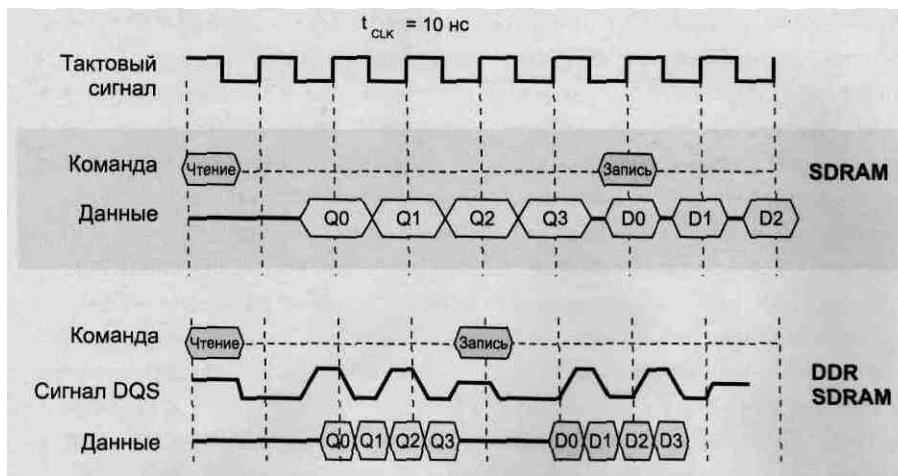 t CLK = 10 нс
Тактовый
сигнал
Команда
Чтение
Запись
SDRAM
Данные
Q0 Q1 Q2 Q3 D0 D1 D2
Команда
Чтение
Запись
DDR
SDRAM
Сигнал DQS
Данные
Q0 Q1 Q2 Q3 D0 D1 D2 D3